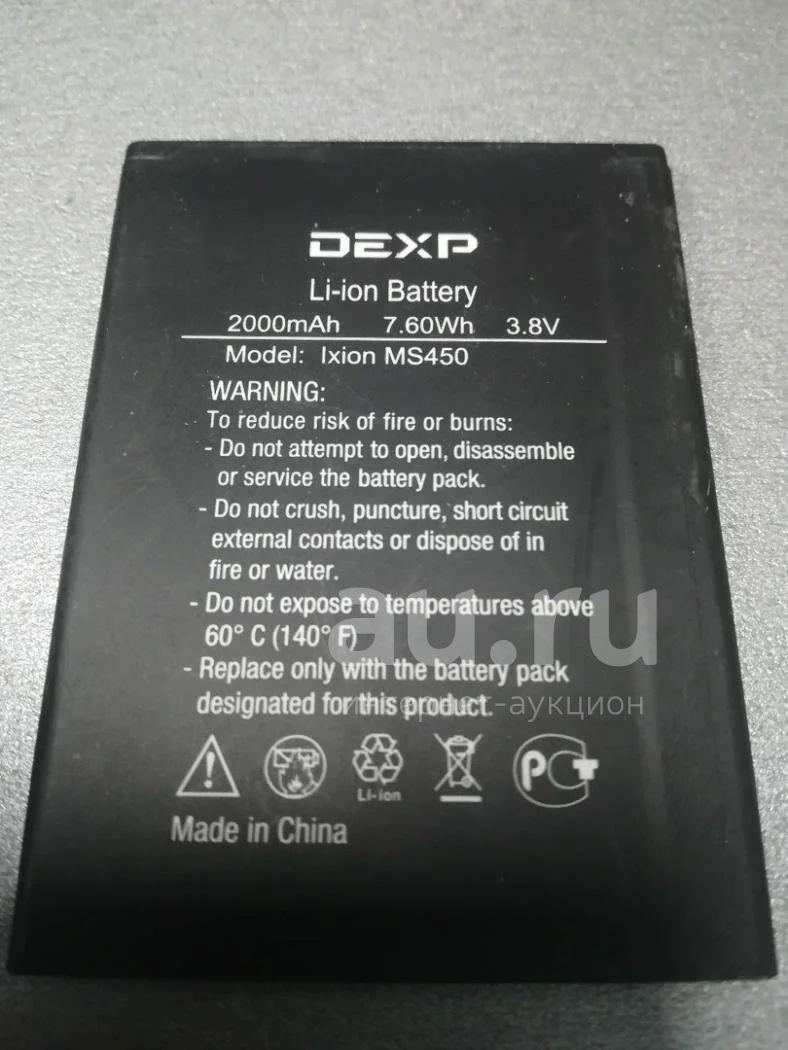 DEXP
Li-ion Battery
2000mAh 7.60Wh 3.8V
Model: Ixion MS450
WARNING:
To reduce risk of fire or burns:
- Do not attempt to open, disassemble
or service the battery pack.
- Do not crush, puncture, short circuit
external contacts or dispose of in
fire or water.
- Do not expose to temperatures above
60° C (140° F)
au.ru
- Replace only with the battery pack
designated for this product.
интернет-аукцион
Li-ion
РСТ
Made in China